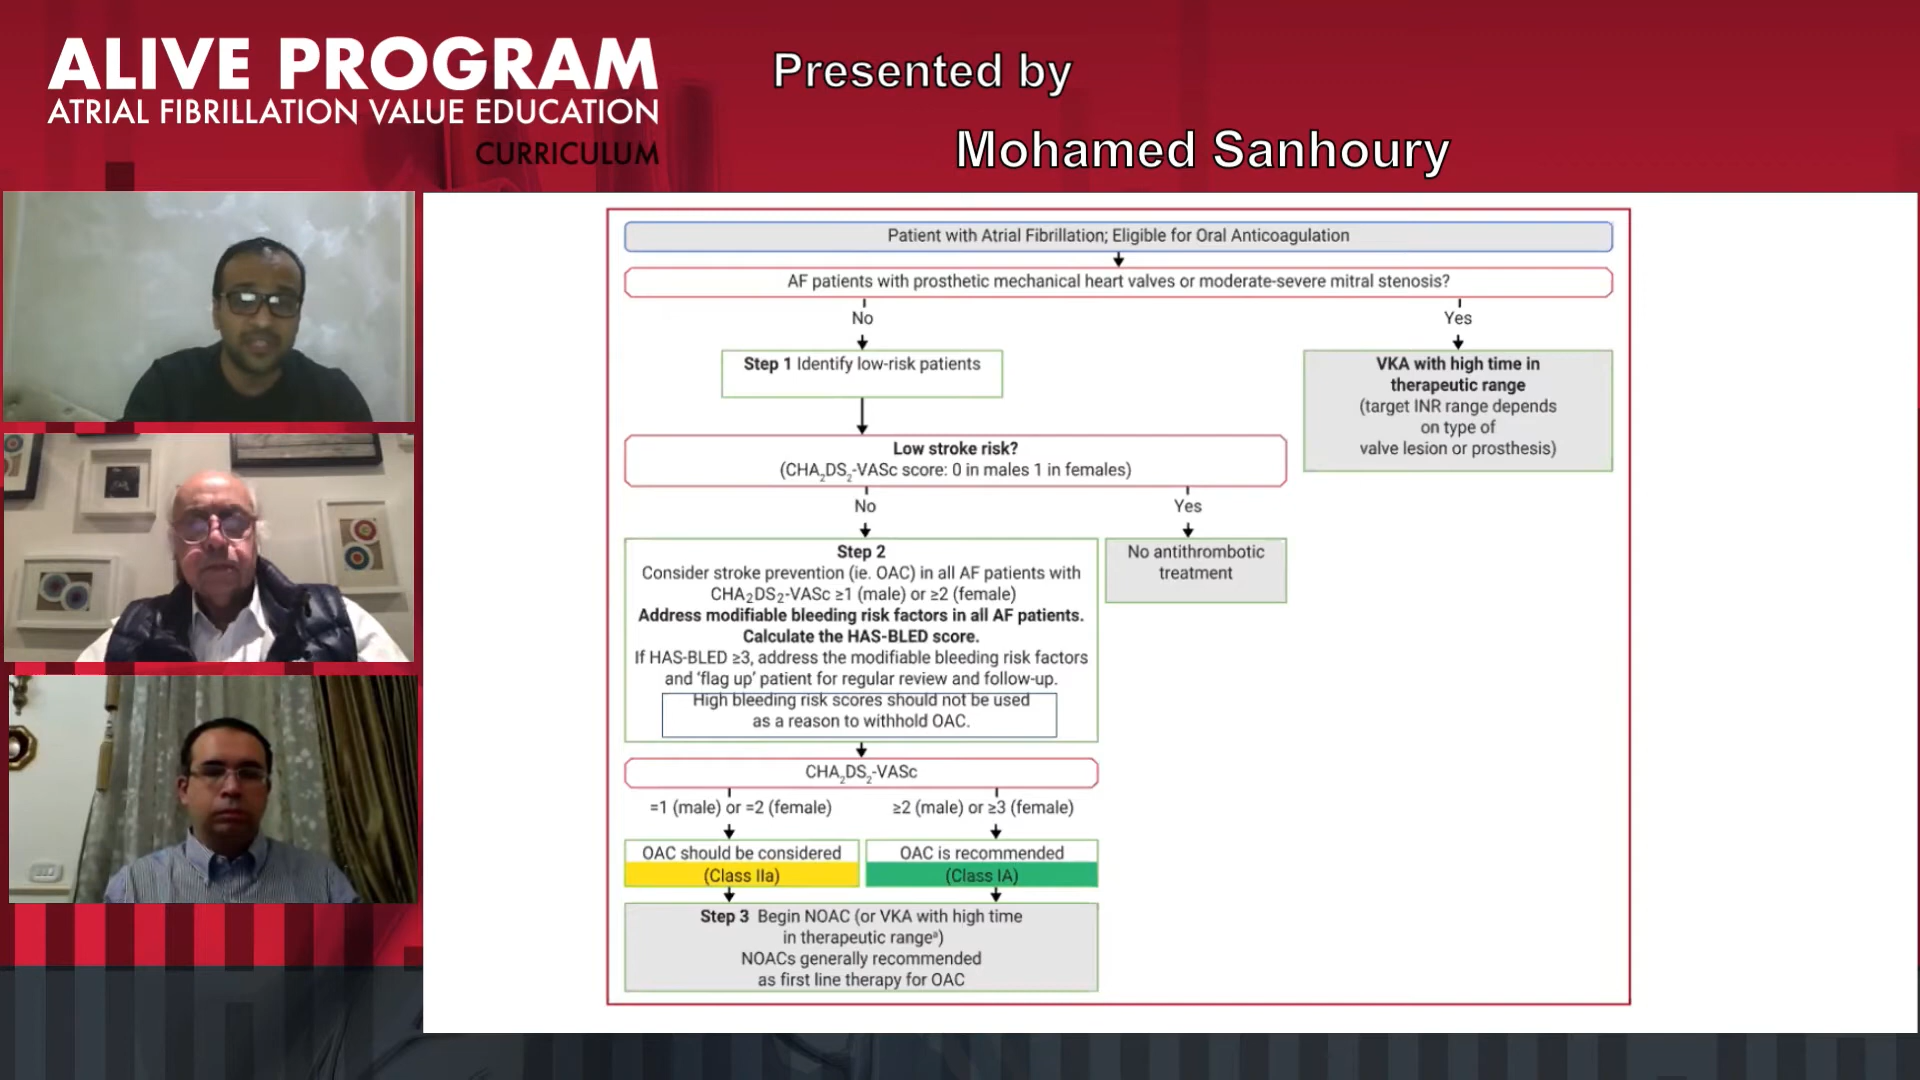 ALIVE PROGRAM
ATRIAL FIBRILLATION VALUE EDUCATION
CURRICULUM
Presented by
Mohamed Sanhoury
Patient with Atrial Fibrillation; Eligible for Oral Anticoagulation
AF patients with prosthetic mechanical heart valves or moderate-severe mitral stenosis?
No
Yes
Step 1 Identify low-risk patients
VKA with high time in
therapeutic range
(target INR range depends
on type of
valve lesion or prosthesis)
Low stroke risk?
(CHA₂DS₂-VASc score: 0 in males 1 in females)
No
Yes
Step 2
Consider stroke prevention (ie. OAC) in all AF patients with
CHA₂DS₂-VASc ≥1 (male) or ≥2 (female)
Address modifiable bleeding risk factors in all AF patients.
Calculate the HAS-BLED score.
If HAS-BLED ≥3, address the modifiable bleeding risk factors
and ‘flag up’ patient for regular review and follow-up.
High bleeding risk scores should not be used
as a reason to withhold OAC.
No antithrombotic
treatment
CHA₂DS₂-VASc
=1 (male) or =2 (female)
≥2 (male) or ≥3 (female)
OAC should be considered
(Class IIa)
OAC is recommended
(Class IA)
Step 3 Begin NOAC (or VKA with high time
in therapeutic rangeᵃ)
NOACs generally recommended
as first line therapy for OAC